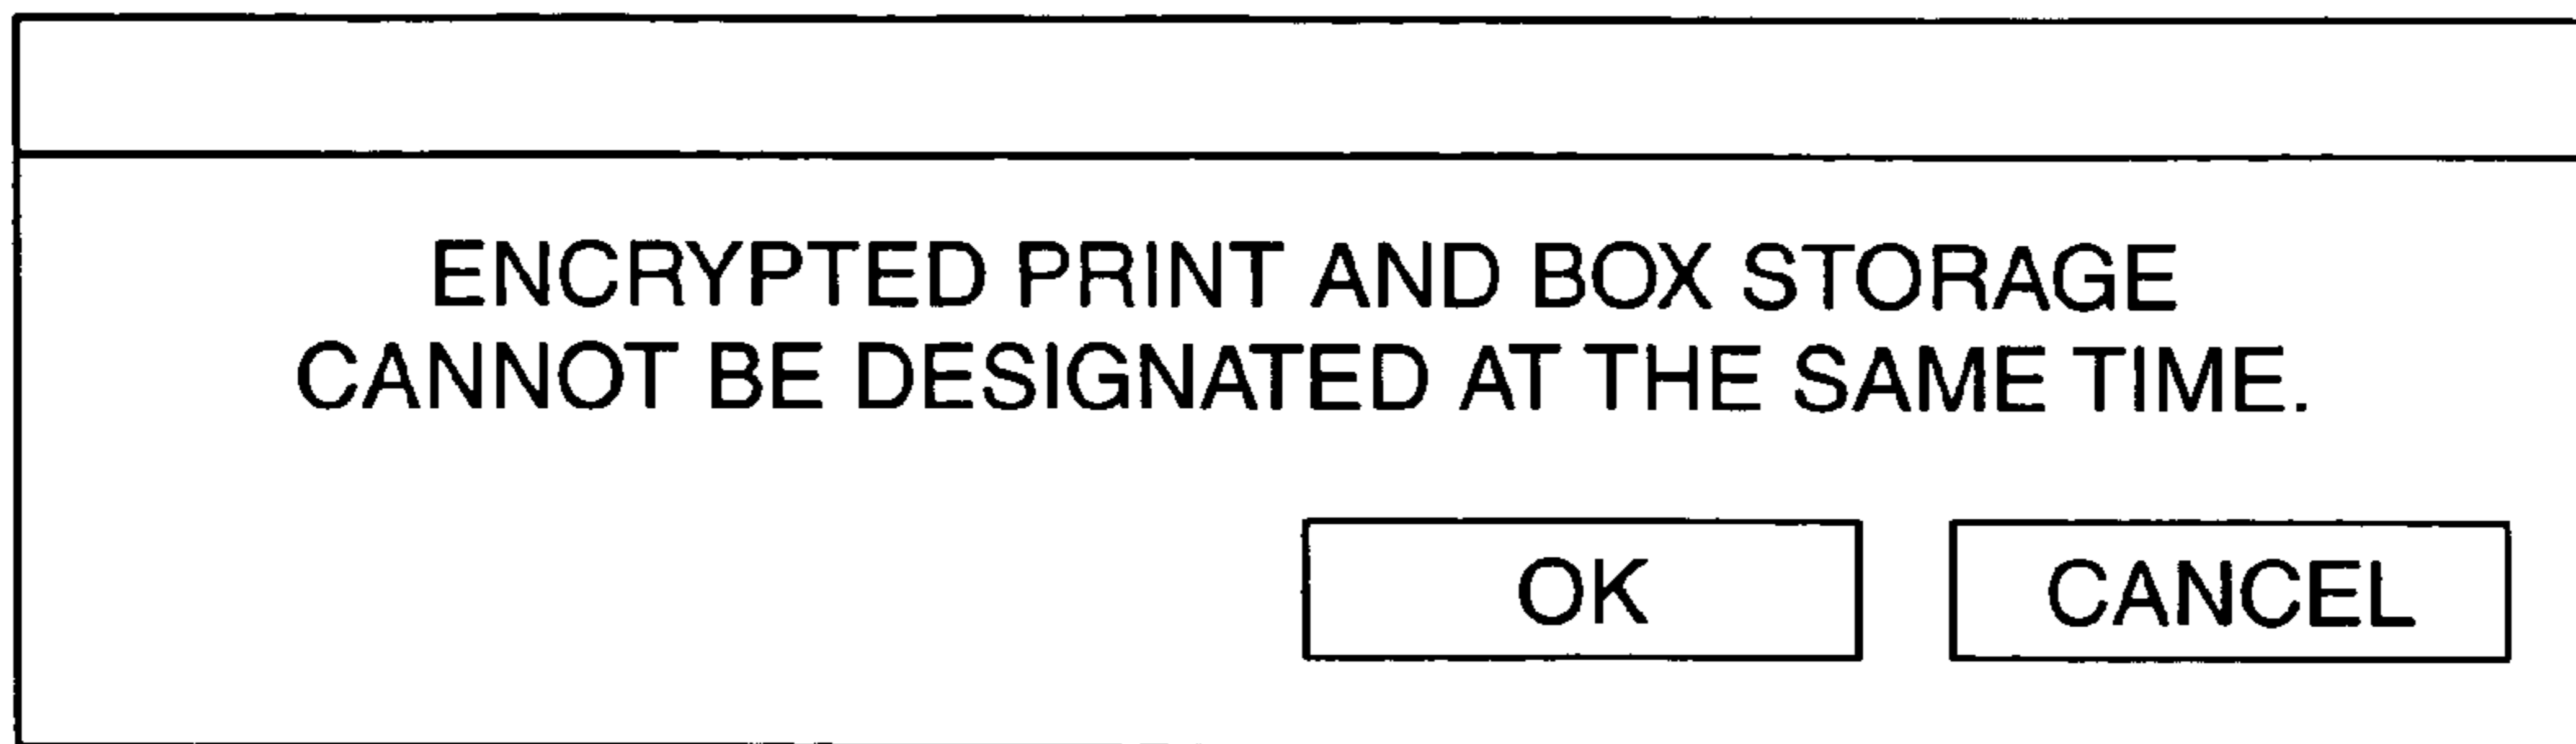 ENCRYPTED PRINT AND BOX STORAGE
CANNOT BE DESIGNATED AT THE SAME TIME.
OK
CANCEL